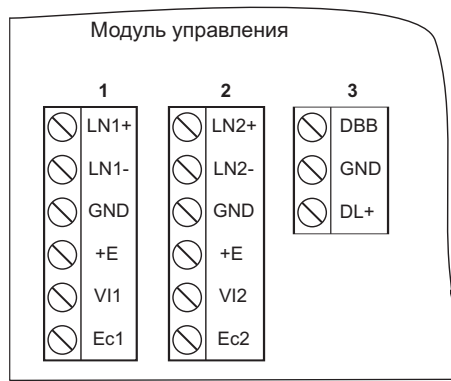 Модуль управления
1 2 3
LN1+ LN2+ DBB
LN1- LN2- GND
GND GND DL+
+E +E
VI1 VI2
Ec1 Ec2